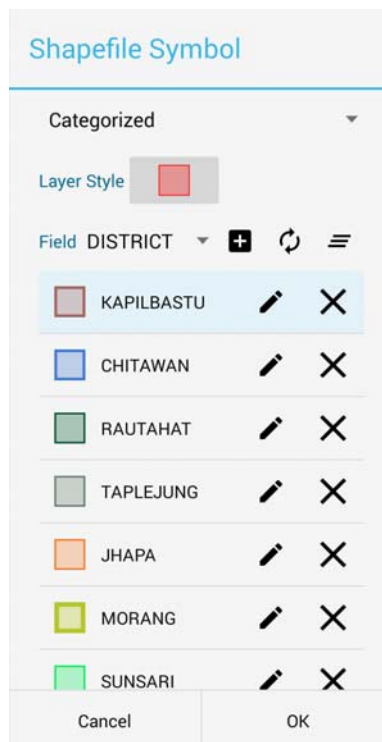 Shapefile Symbol
Categorized
Layer Style
Field DISTRICT
KAPILBASTU
CHITAWAN
RAUTAHAT
TAPLEJUNG
JHAPA
MORANG
SUNSARI
Cancel OK